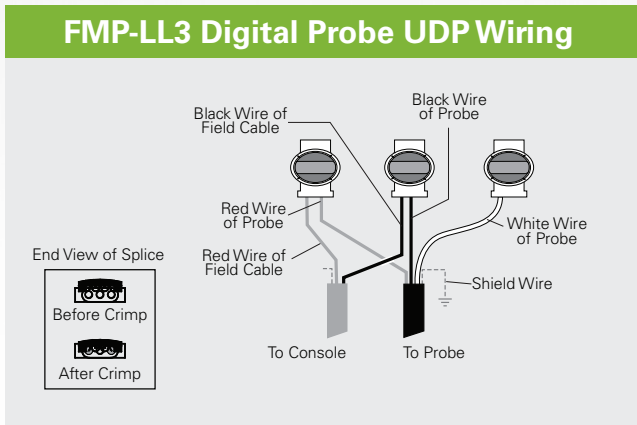 FMP-LL3 Digital Probe UDP Wiring
Black Wire of
Field Cable
Black Wire
of Probe
Red Wire
of Probe
White Wire
of Probe
Red Wire of
Field Cable
End View of Splice
Shield Wire
Before Crimp
To Console
To Probe
After Crimp